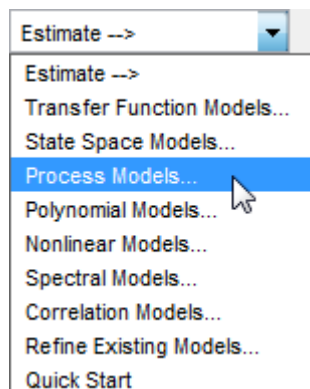 Estimate -->
Estimate -->
Transfer Function Models...
State Space Models...
Process Models...
Polynomial Models...
Nonlinear Models...
Spectral Models...
Correlation Models...
Refine Existing Models...
Quick Start